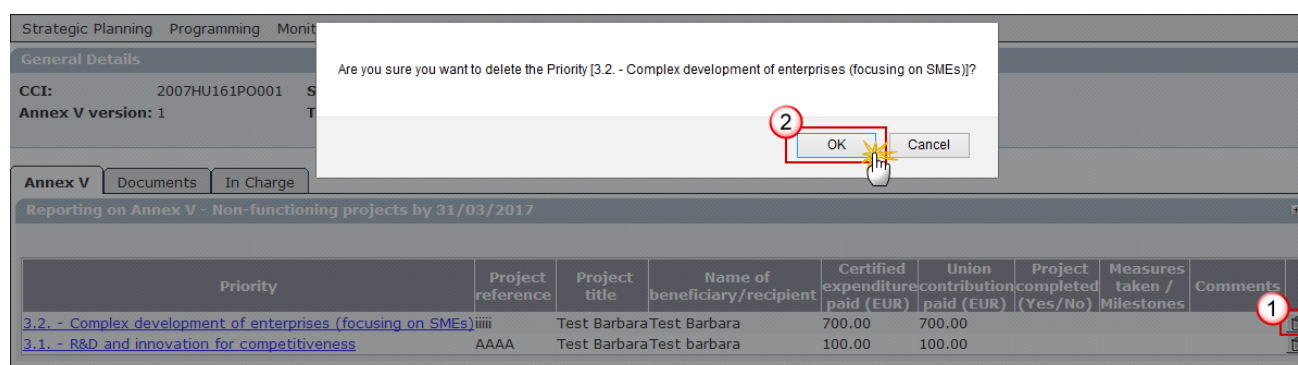 Strategic Planning Programming Monit
Are you sure you want to delete the Priority [3.2. - Complex development of enterprises (focusing on SMEs)]?
OK
Cancel
2
General Details
CCI: 2007HU161PO001 S
Annex V version: 1 T
Annex V Documents In Charge
Reporting on Annex V - Non-functioning projects by 31/03/2017
Priority
Project
reference
Project
title
Name of
beneficiary/recipient
Certified
expenditure
paid (EUR)
Union
contribution
paid (EUR)
Project
completed
(Yes/No)
Measures
taken /
Milestones
Comments
1
3.2. - Complex development of enterprises (focusing on SMEs) iiiii Test Barbara Test Barbara 700.00 700.00
3.1. - R&D and innovation for competitiveness AAAA Test Barbara Test barbara 100.00 100.00